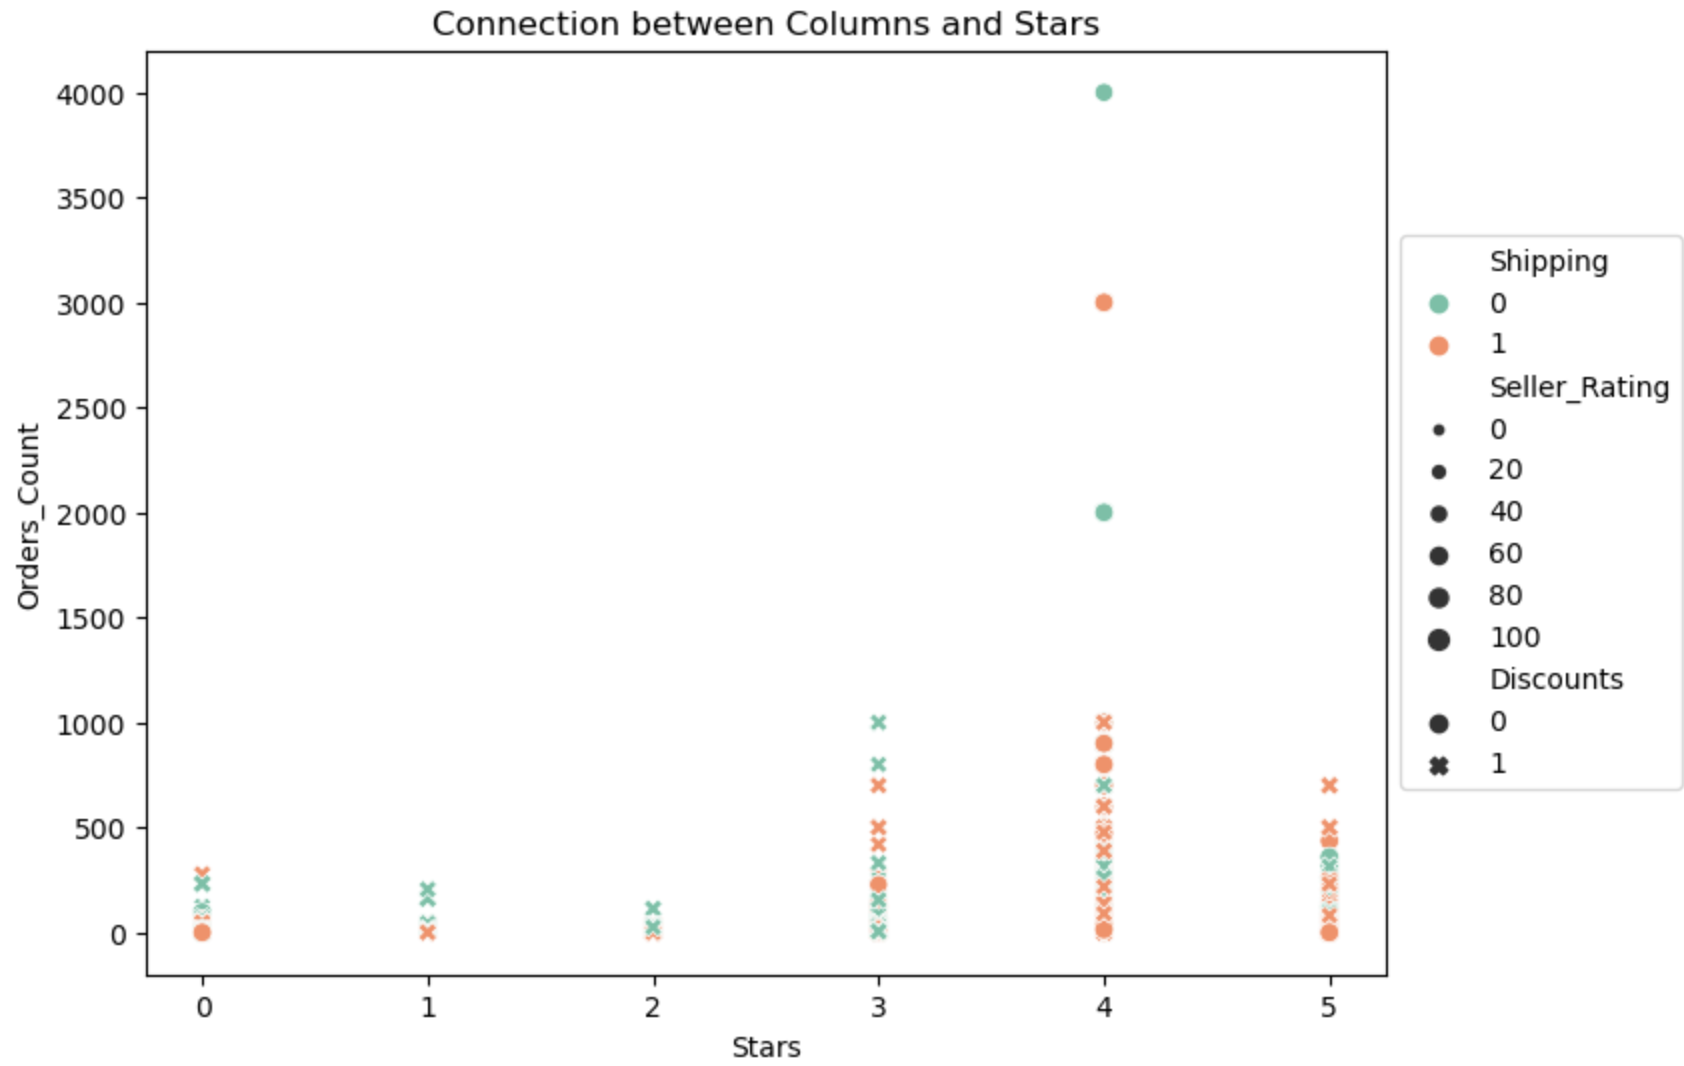 Connection between Columns and Stars
4000
3500
3000
2500
2000
1500
1000
500
0
Orders_Count
0 1 2 3 4 5
Stars
Shipping
0
1
Seller_Rating
0
20
40
60
80
100
Discounts
0
1